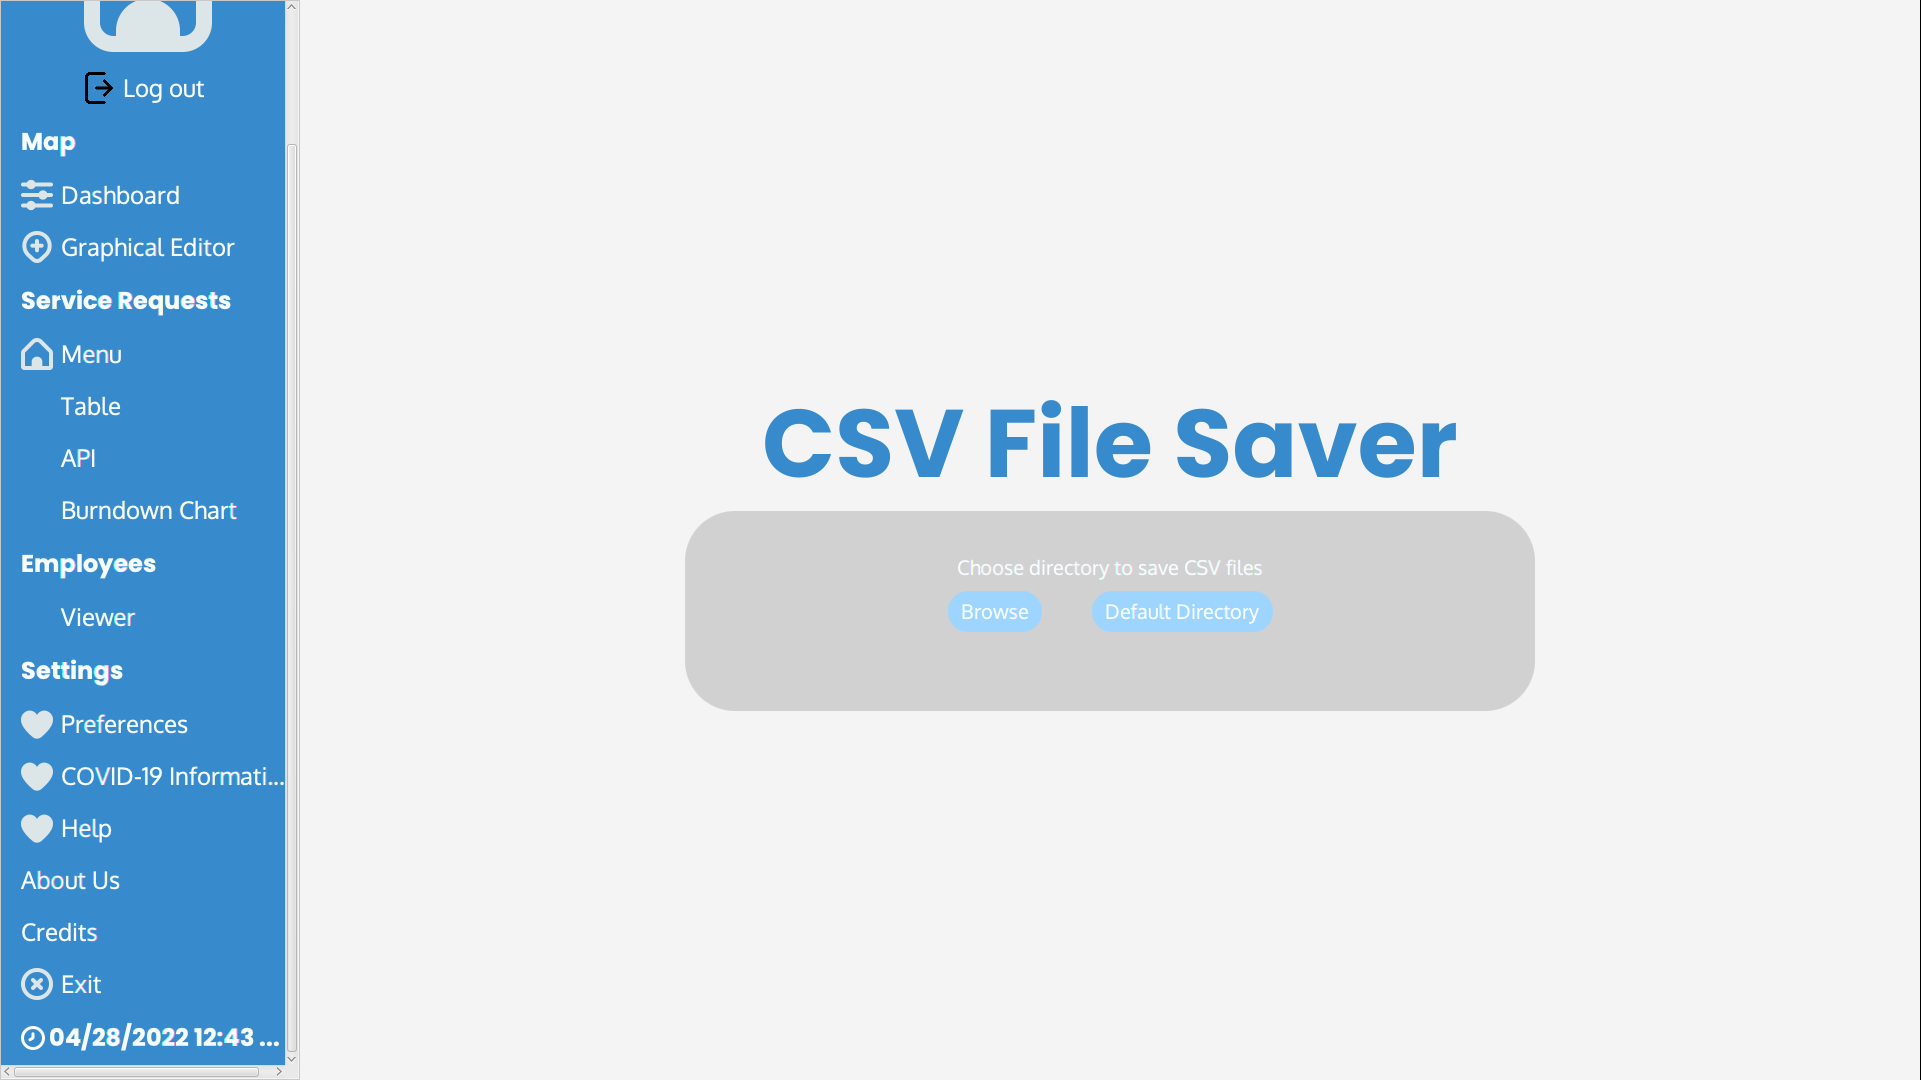 Log out
Map
Dashboard
Graphical Editor
Service Requests
Menu
Table
API
Burndown Chart
Employees
Viewer
Settings
Preferences
COVID-19 Informati...
Help
About Us
Credits
Exit
04/28/2022 12:43 ...
CSV File Saver
Choose directory to save CSV files
Browse
Default Directory